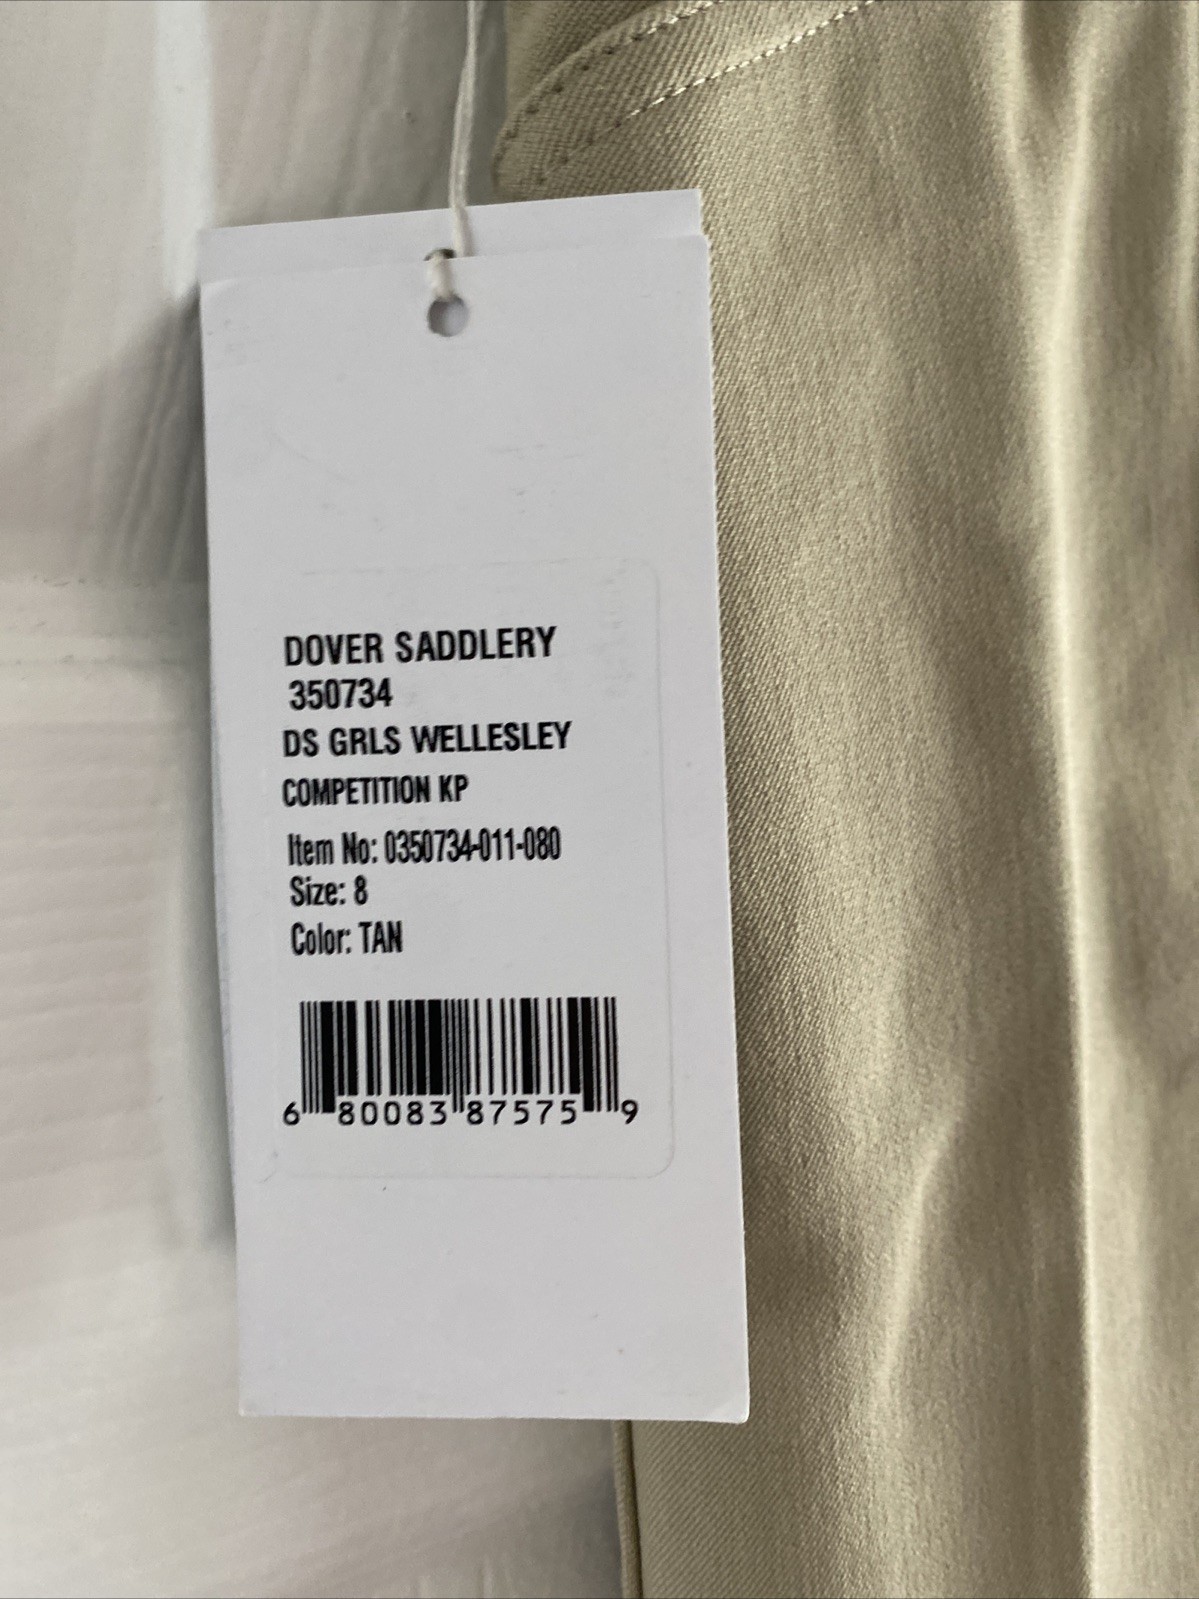 DOVER SADDLERY
350734
DS GRLS WELLESLEY
COMPETITION KP
Item No: 0350734-011-080
Size: 8
Color: TAN
6 80083 87575 9